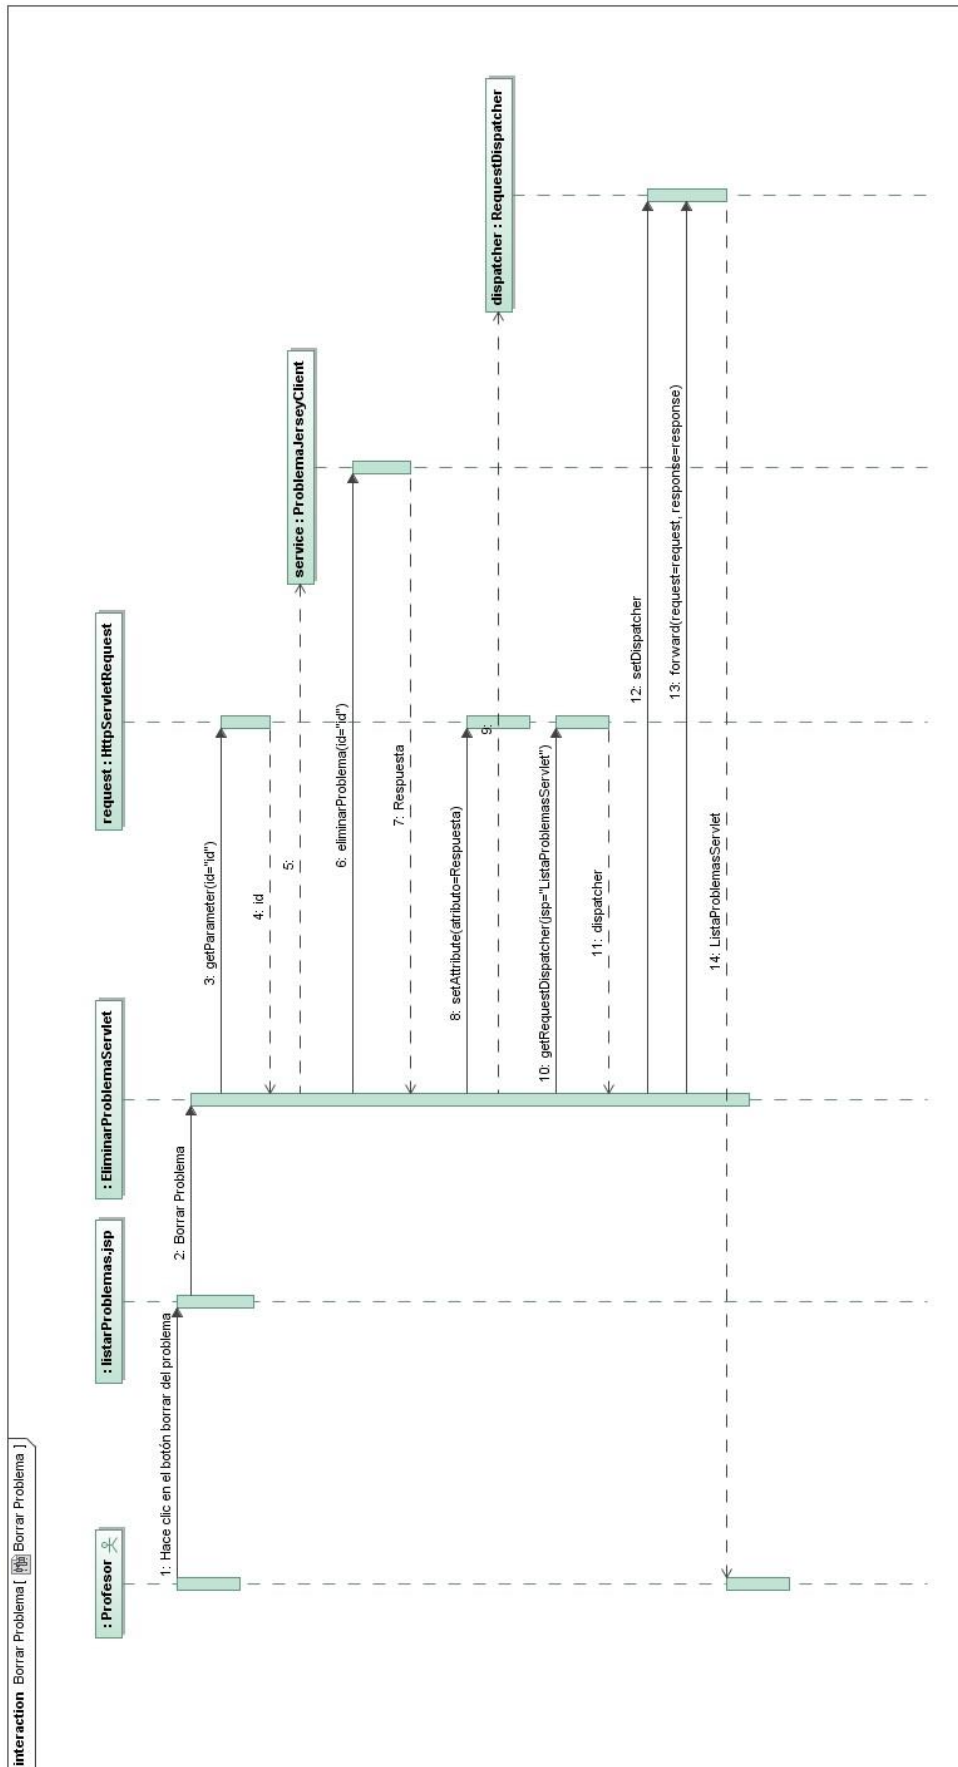 interaction Borrar Problema [ Borrar Problema ]
: Profesor
: listarProblemas.jsp
: EliminarProblemaServlet
request : HttpServletRequest
service : ProblemaJerseyClient
dispatcher : RequestDispatcher
1: Hace clic en el botón borrar del problema
2: Borrar Problema
3: getParameter(id="id")
4: id
5:
6: eliminarProblema(id="id")
7: Respuesta
8: setAttribute(atributo=Respuesta)
9:
10: getRequestDispatcher(jsp="ListaProblemasServlet")
11: dispatcher
12: setDispatcher
13: forward(request=request, response=response)
14: ListaProblemasServlet